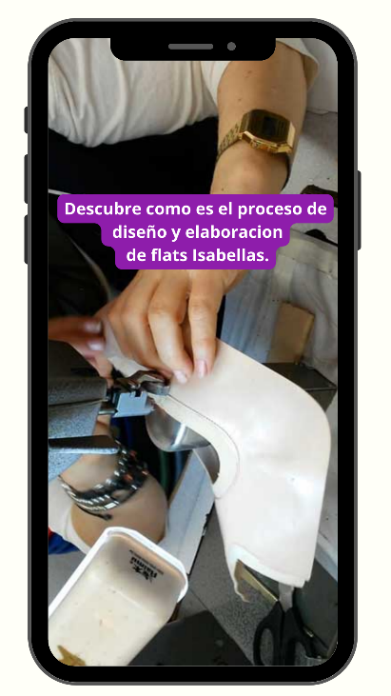 Descubre como es el proceso de
diseño y elaboracion
de flats Isabellas.